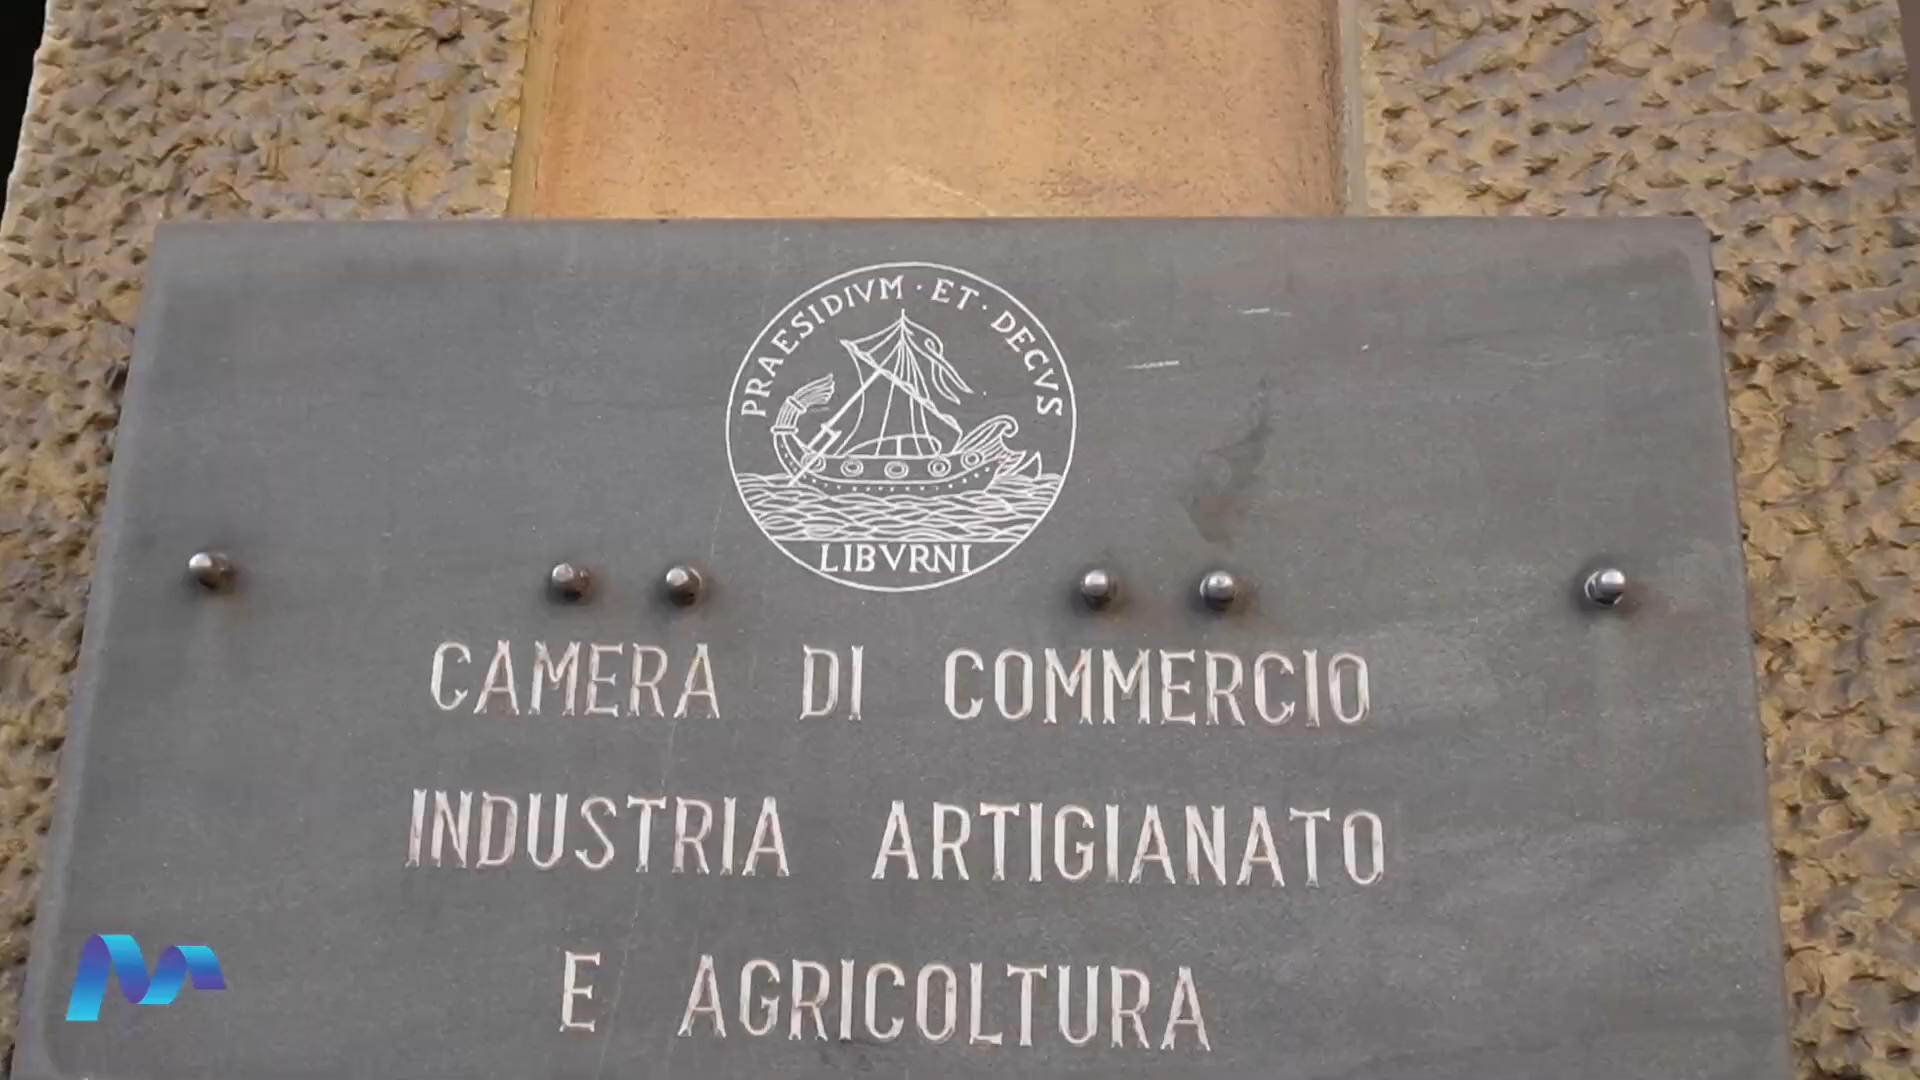 PRAESIDIVM · ET · DECVS
LIBVRNI
CAMERA DI COMMERCIO
INDUSTRIA ARTIGIANATO
E AGRICOLTURA